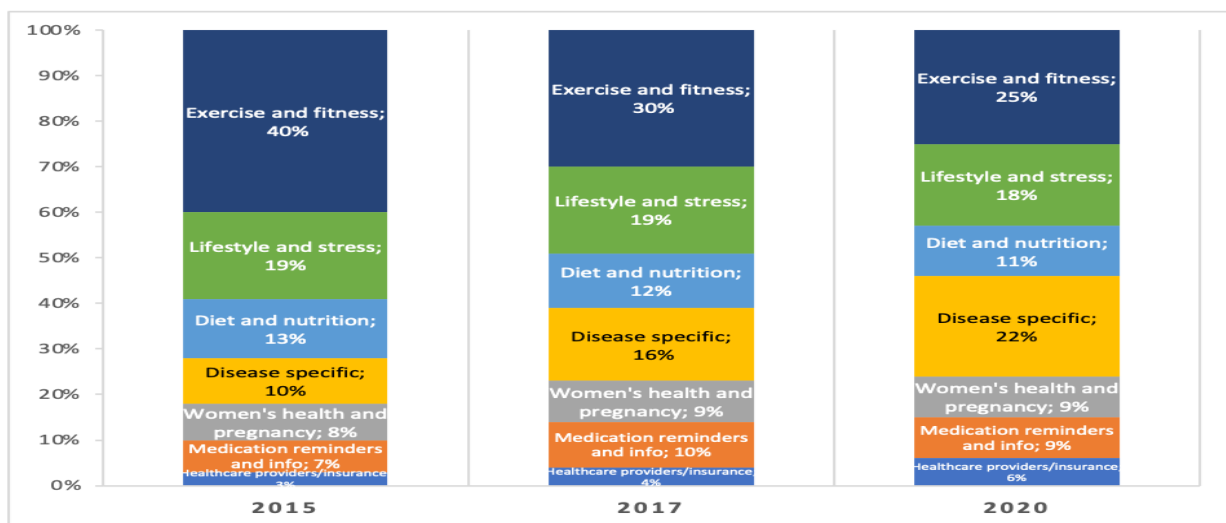 100%
90%
80%
70%
60%
50%
40%
30%
20%
10%
0%
Exercise and fitness;
40%
Lifestyle and stress;
19%
Diet and nutrition;
13%
Disease specific;
10%
Women's health and
pregnancy; 8%
Medication reminders
and info; 7%
Healthcare providers/insurance;
3%
2015
Exercise and fitness;
30%
Lifestyle and stress;
19%
Diet and nutrition;
12%
Disease specific;
16%
Women's health and
pregnancy; 9%
Medication reminders
and info; 10%
Healthcare providers/insurance;
4%
2017
Exercise and fitness;
25%
Lifestyle and stress;
18%
Diet and nutrition;
11%
Disease specific;
22%
Women's health and
pregnancy; 9%
Medication reminders
and info; 9%
Healthcare providers/insurance;
6%
2020